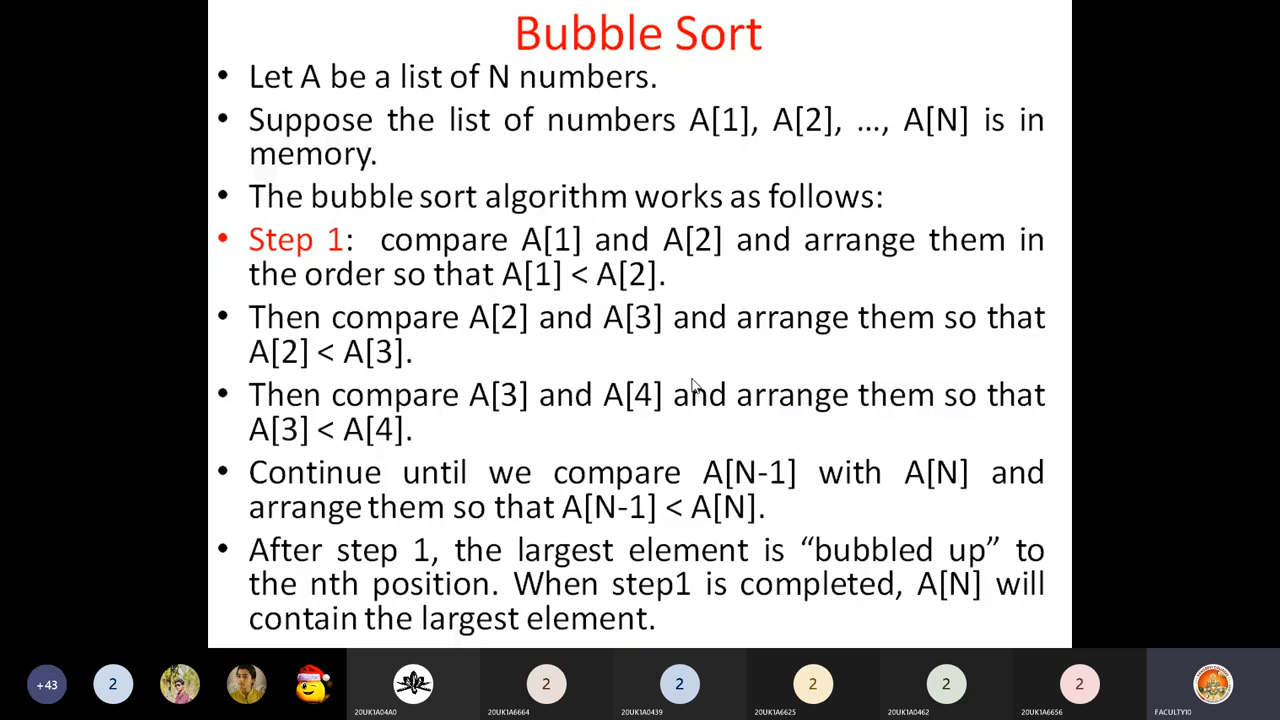 Bubble Sort
• Let A be a list of N numbers.
• Suppose the list of numbers A[1], A[2], ..., A[N] is in
memory.
• The bubble sort algorithm works as follows:
• Step 1: compare A[1] and A[2] and arrange them in
the order so that A[1] < A[2].
• Then compare A[2] and A[3] and arrange them so that
A[2] < A[3].
• Then compare A[3] and A[4] and arrange them so that
A[3] < A[4].
• Continue until we compare A[N-1] with A[N] and
arrange them so that A[N-1] < A[N].
• After step 1, the largest element is “bubbled up” to
the nth position. When step1 is completed, A[N] will
contain the largest element.
+43 2 2 2 2 2 2
20UK1A04A0 20UK1A6664 20UK1A0439 20UK1A6625 20UK1A0462 20UK1A6656 FACULTY10